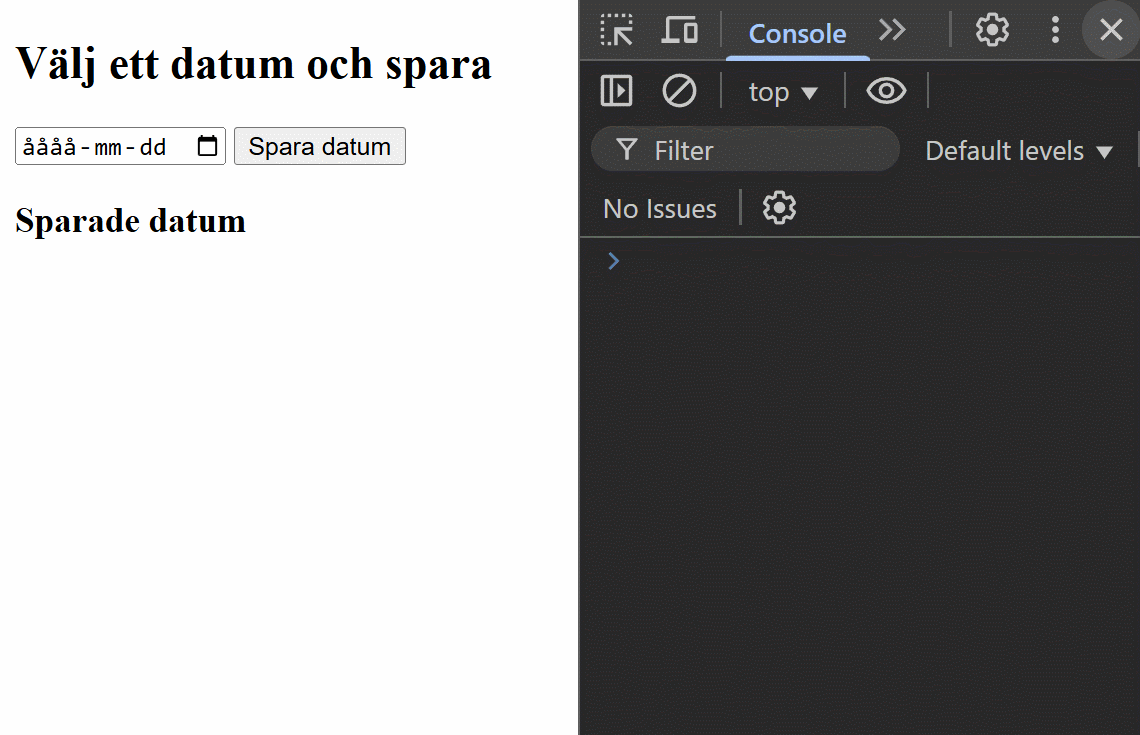 Välj ett datum och spara
åååå-mm-dd Spara datum
Sparade datum
Console
top
Filter Default levels
No Issues